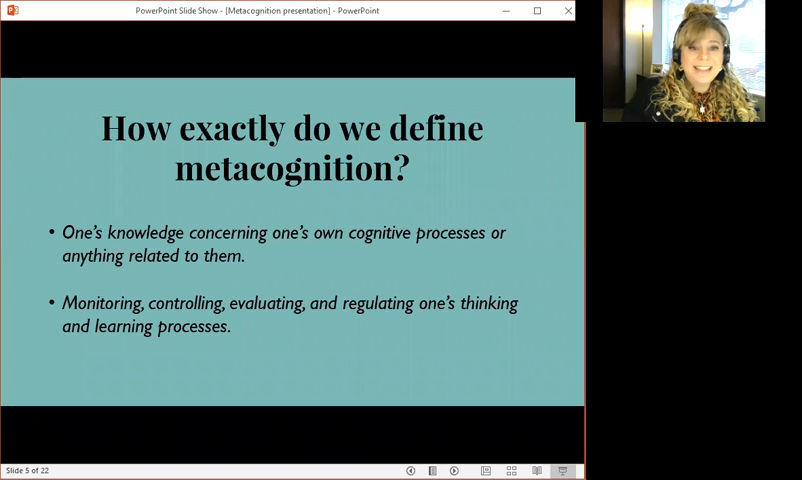 PowerPoint Slide Show - [Metacognition presentation] - PowerPoint
How exactly do we define
metacognition?
• One's knowledge concerning one's own cognitive processes or
anything related to them.
• Monitoring, controlling, evaluating, and regulating one's thinking
and learning processes.
Slide 5 of 22